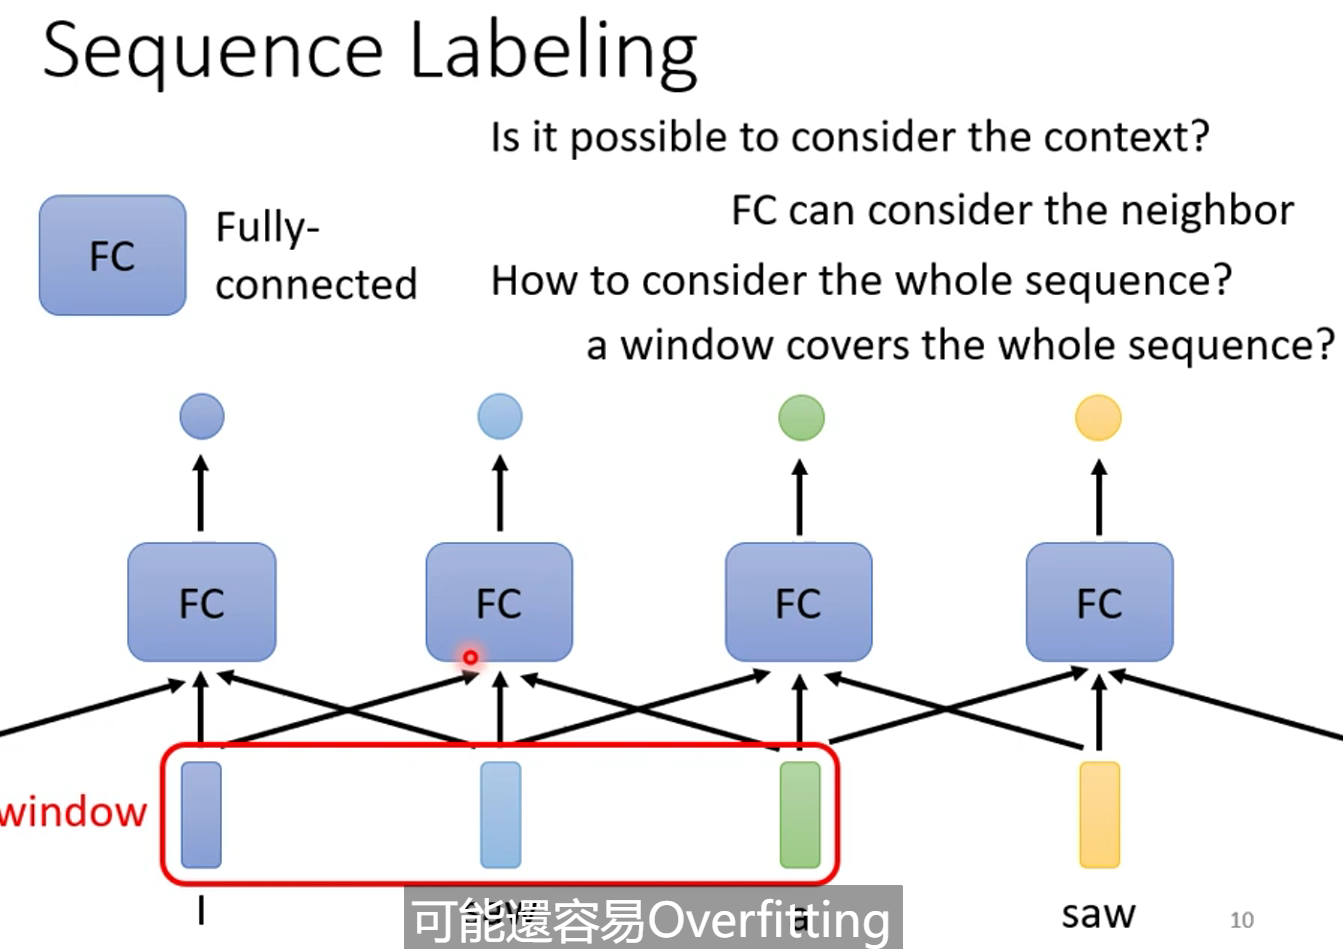 Sequence Labeling
Is it possible to consider the context?
FC can consider the neighbor
FC
Fully-
connected
How to consider the whole sequence?
a window covers the whole sequence?
FC
FC
FC
FC
window
I
saw
a
saw
10
可能還容易Overfitting